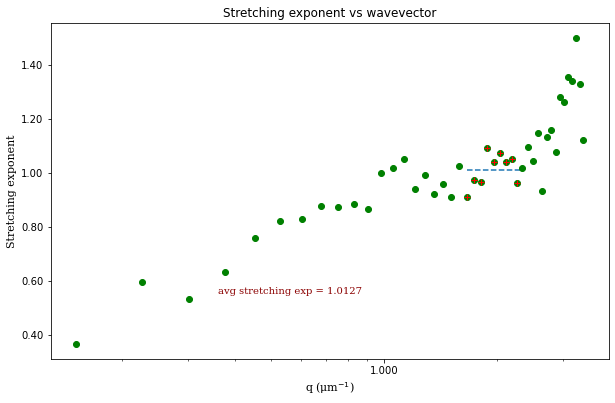 Stretching exponent vs wavevector
Stretching exponent
1.40
1.20
1.00
0.80
0.60
0.40
avg stretching exp = 1.0127
1.000
q (μm⁻¹)